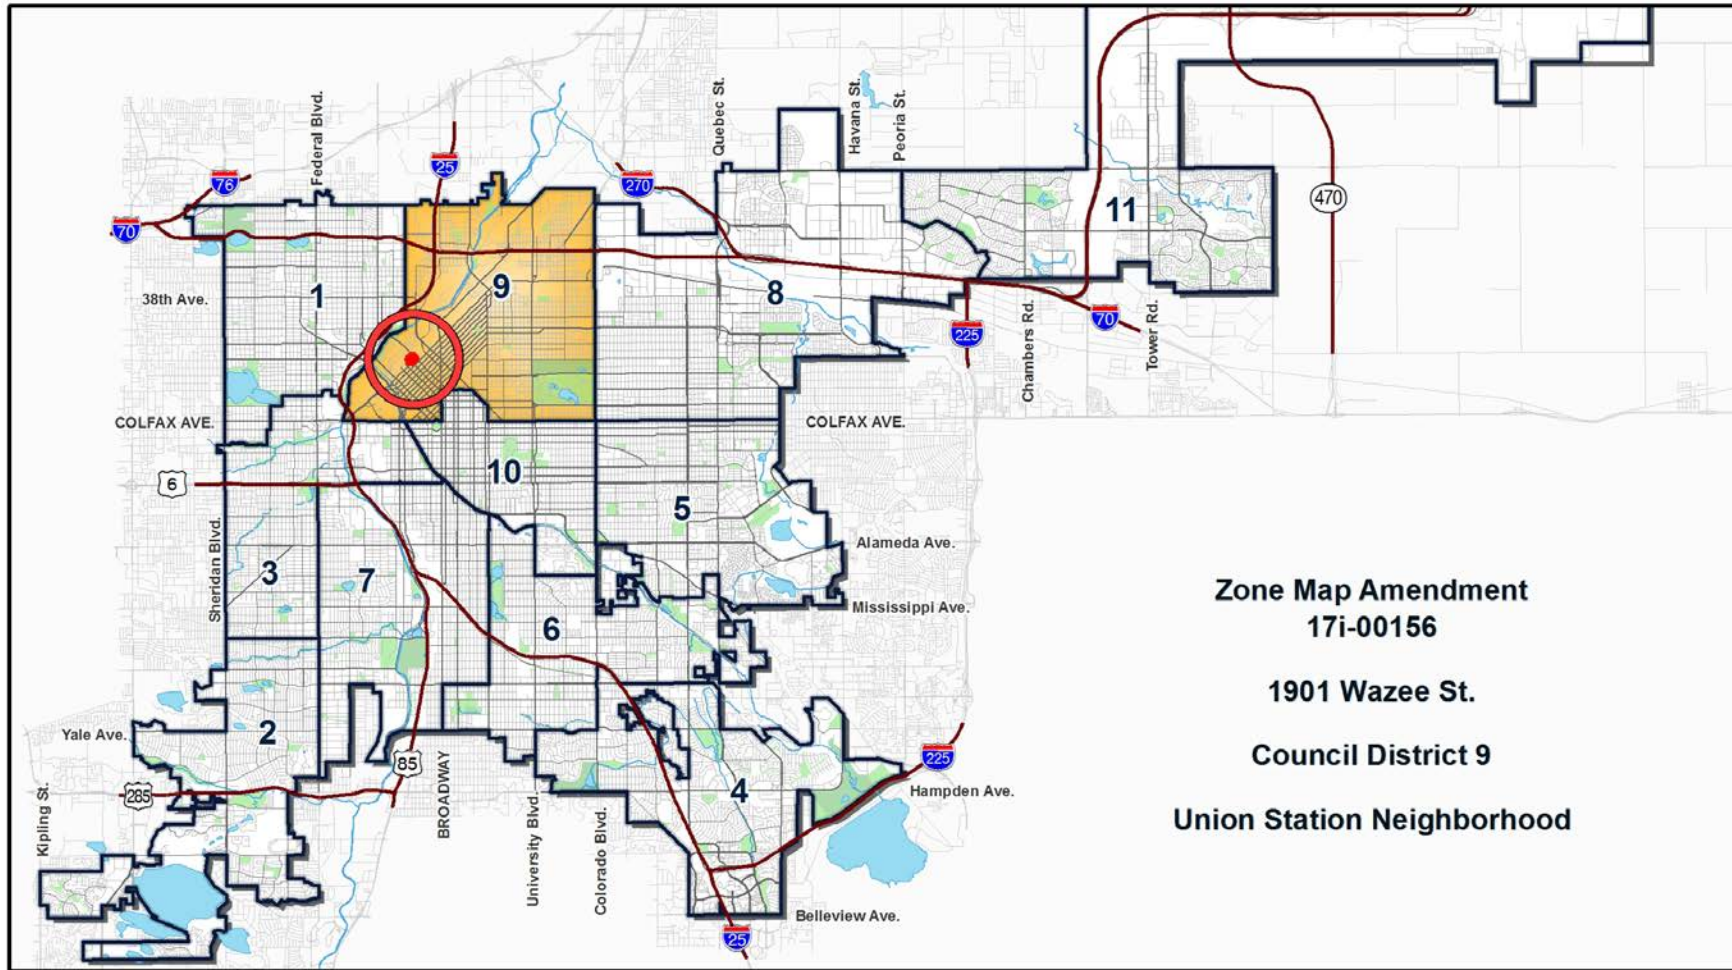 Federal Blvd.
Quebec St.
Havana St.
Peoria St.
25
76
270
70
470
11
9
1
8
38th Ave.
225
70
Chambers Rd.
Tower Rd.
COLFAX AVE.
COLFAX AVE.
10
6
5
Sheridan Blvd.
3
7
Alameda Ave.
Mississippi Ave.
6
2
Yale Ave.
85
285
Kipling St.
BROADWAY
University Blvd.
Colorado Blvd.
4
225
Hampden Ave.
Belleview Ave.
25
Zone Map Amendment
17i-00156
1901 Wazee St.
Council District 9
Union Station Neighborhood